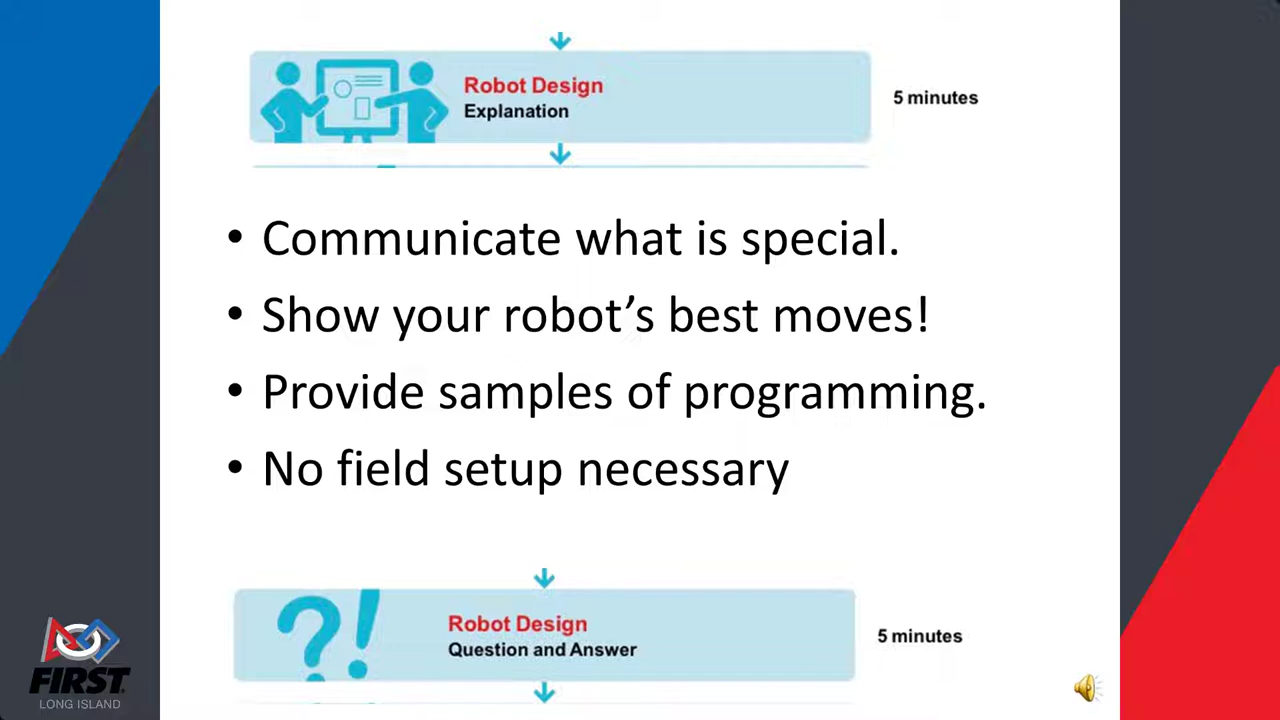 Robot Design
Explanation
5 minutes
• Communicate what is special.
• Show your robot’s best moves!
• Provide samples of programming.
• No field setup necessary
?!
Robot Design
Question and Answer
5 minutes
FIRST
LONG ISLAND